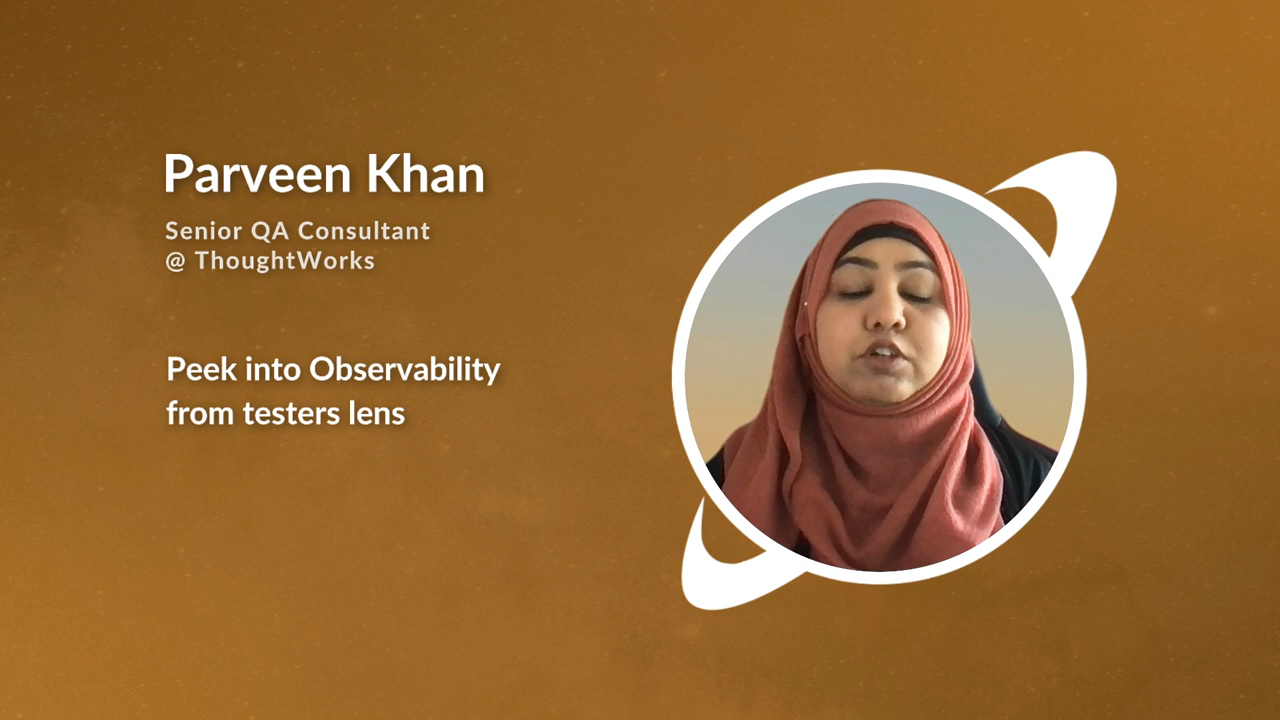 Parveen Khan
Senior QA Consultant
@ ThoughtWorks
Peek into Observability
from testers lens